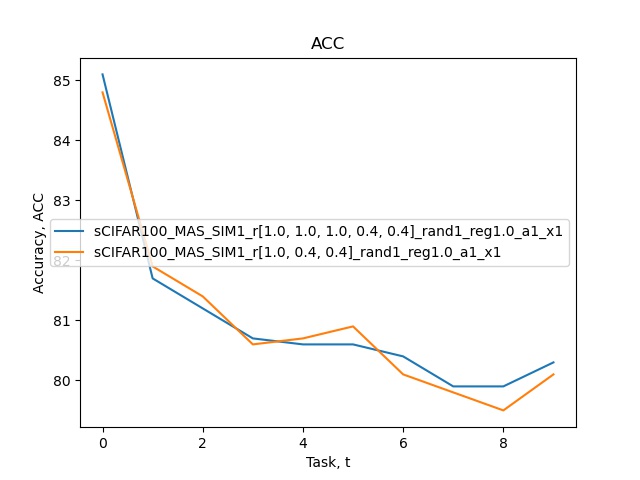 ACC
85
84
83
82
81
80
Accuracy, ACC
sCIFAR100_MAS_SIM1_r[1.0, 1.0, 1.0, 0.4, 0.4]_rand1_reg1.0_a1_x1
sCIFAR100_MAS_SIM1_r[1.0, 0.4, 0.4]_rand1_reg1.0_a1_x1
0 2 4 6 8
Task, t